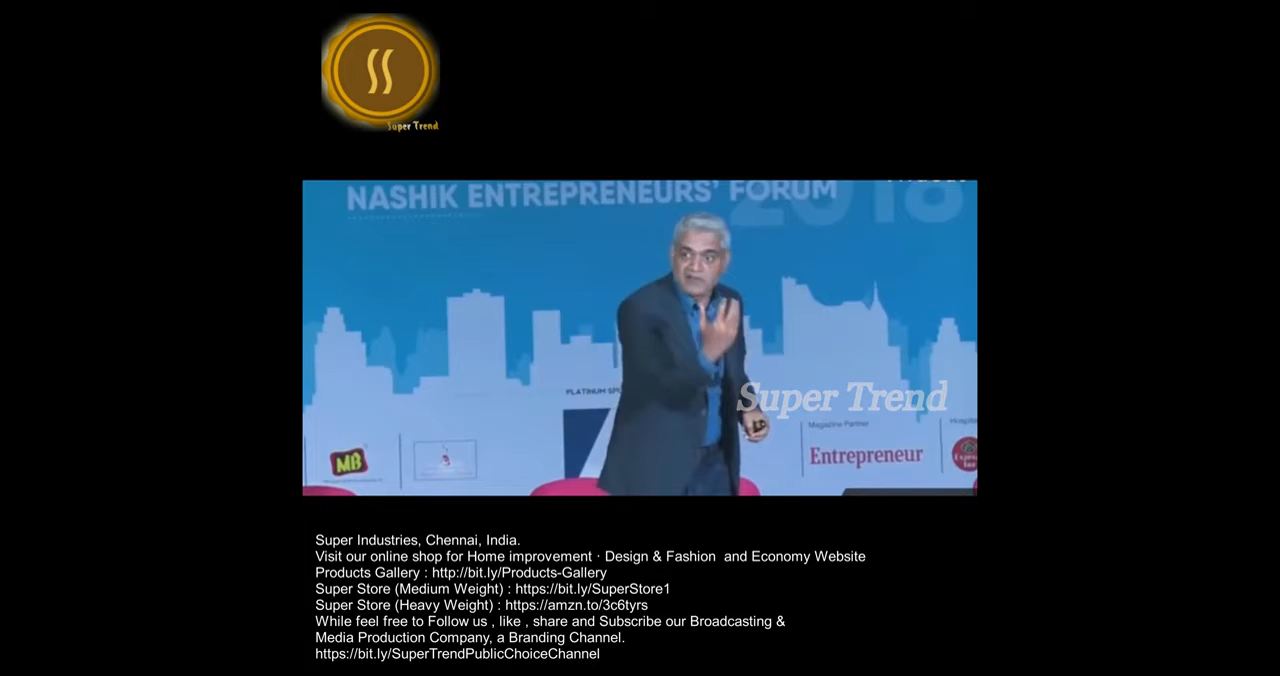 Super Trend
NASHIK ENTREPRENEURS' FORUM
2018
PLATINUM
Super Trend
Magazine Partner
MB
Entrepreneur
Super Industries, Chennai, India.
Visit our online shop for Home improvement · Design & Fashion and Economy Website
Products Gallery : http://bit.ly/Products-Gallery
Super Store (Medium Weight) : https://bit.ly/SuperStore1
Super Store (Heavy Weight) : https://amzn.to/3c6tyrs
While feel free to Follow us , like , share and Subscribe our Broadcasting &
Media Production Company, a Branding Channel.
https://bit.ly/SuperTrendPublicChoiceChannel